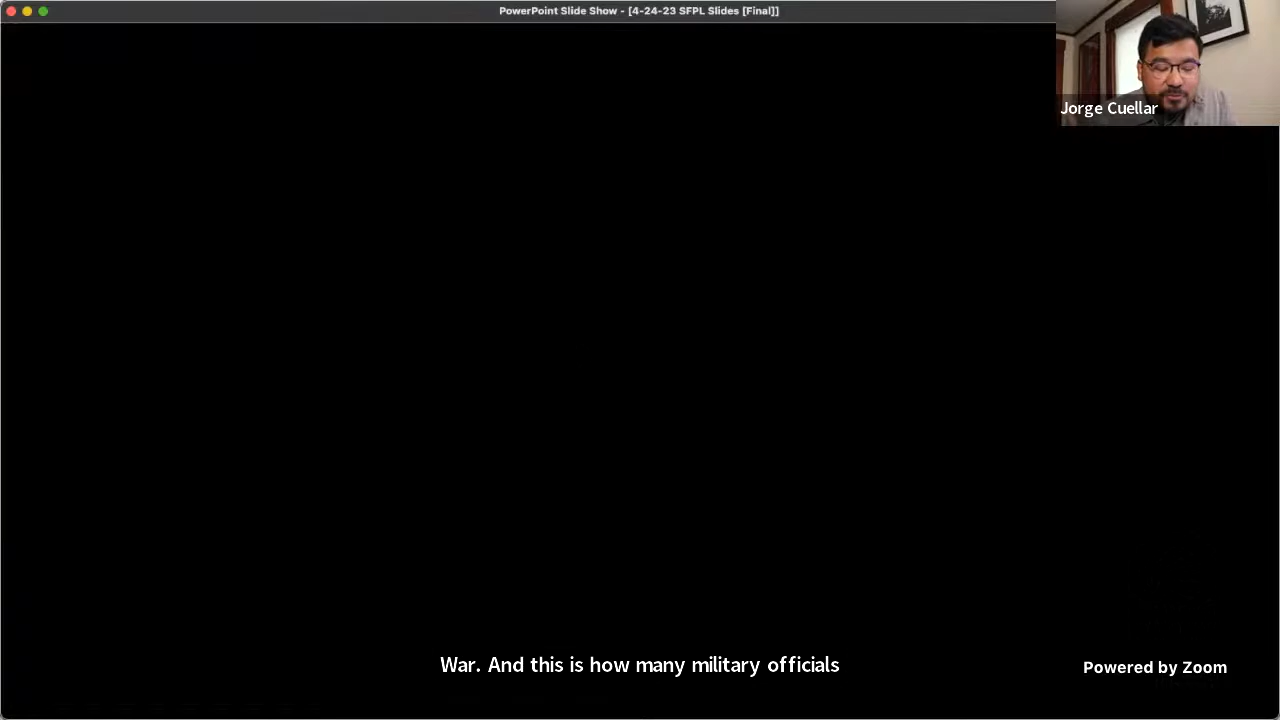 PowerPoint Slide Show - [4-24-23 SFPL Slides [Final]]
Jorge Cuellar
War. And this is how many military officials
Powered by Zoom